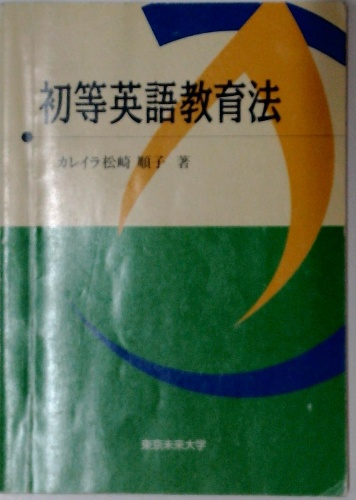 初等英語教育法
カレイラ松崎 順子 著
東京未来大学